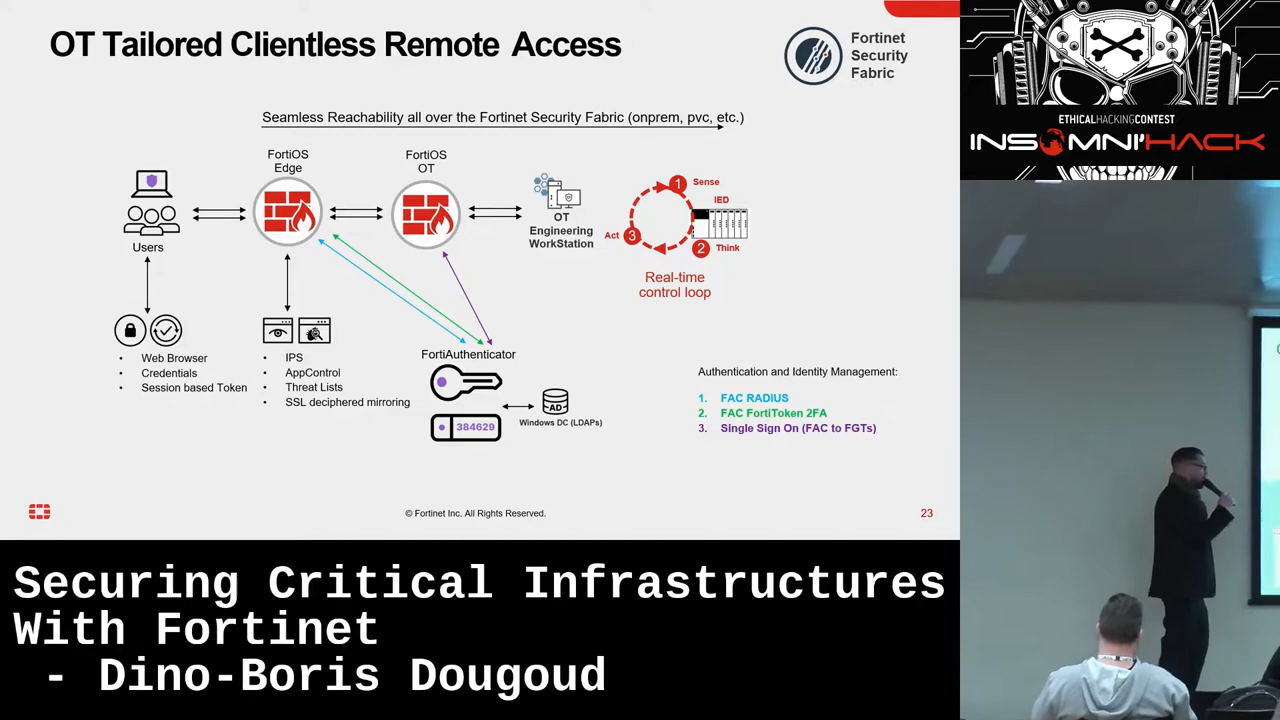 OT Tailored Clientless Remote Access
Fortinet
Security
Fabric
Seamless Reachability all over the Fortinet Security Fabric (onprem, pvc, etc.)
FortiOS
Edge
FortiOS
OT
Users
OT
Engineering
WorkStation
1 Sense
IED
Act 3
2 Think
Real-time
control loop
• Web Browser
• Credentials
• Session based Token
• IPS
• AppControl
• Threat Lists
• SSL deciphered mirroring
FortiAuthenticator
384629
AD
Windows DC (LDAPs)
Authentication and Identity Management:
1. FAC RADIUS
2. FAC FortiToken 2FA
3. Single Sign On (FAC to FGTs)
© Fortinet Inc. All Rights Reserved.
23
ETHICALHACKINGCONTEST
INSOMNI'HACK
Securing Critical Infrastructures
With Fortinet
- Dino-Boris Dougoud